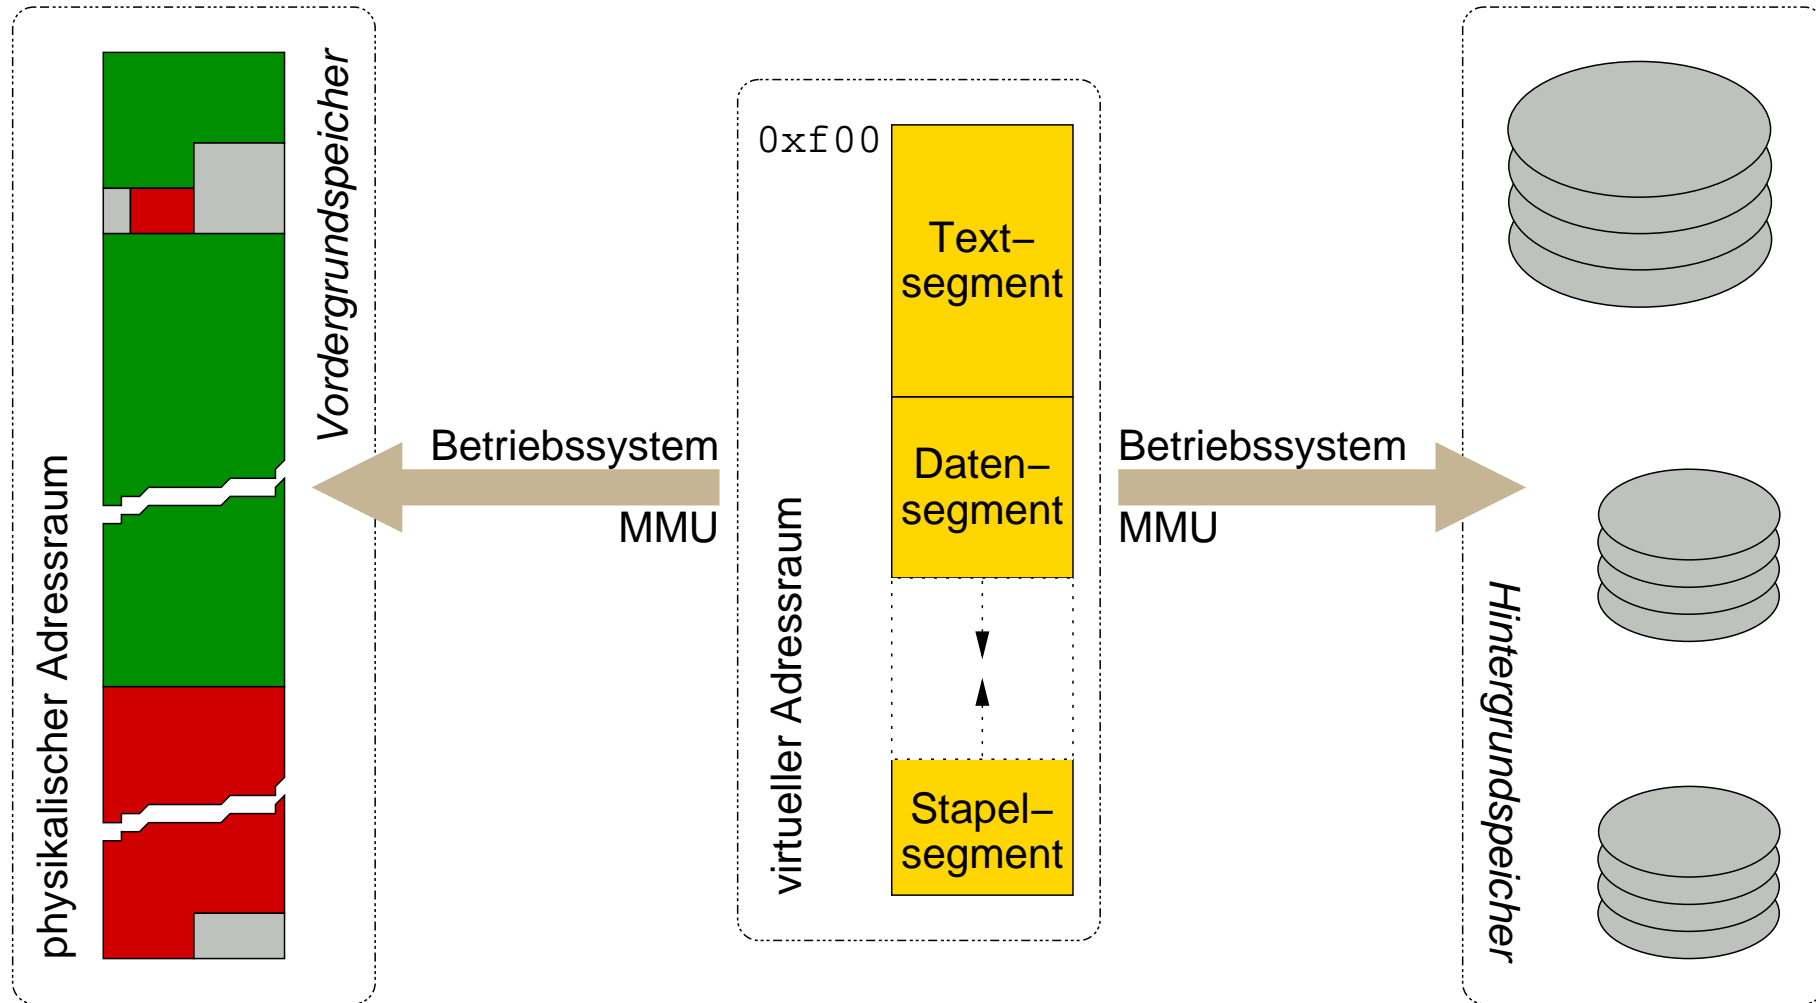 physikalischer Adressraum
Vordergrundspeicher
Betriebssystem
MMU
virtueller Adressraum
0xf00
Text–
segment
Daten–
segment
Stapel–
segment
Betriebssystem
MMU
Hintergrundspeicher